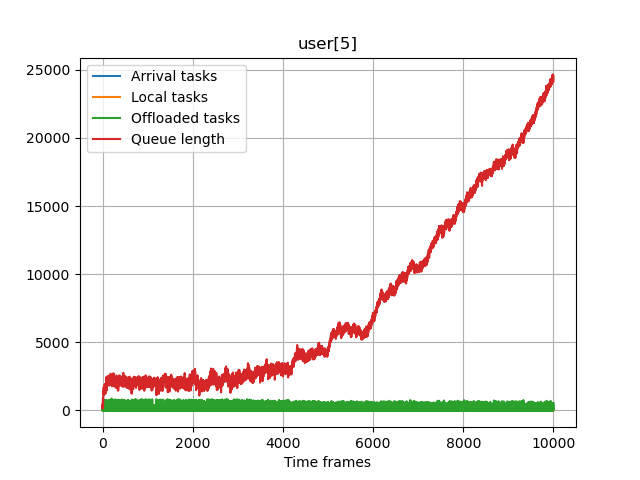 user[5]
Arrival tasks
Local tasks
Offloaded tasks
Queue length
25000
20000
15000
10000
5000
0
0 2000 4000 6000 8000 10000
Time frames